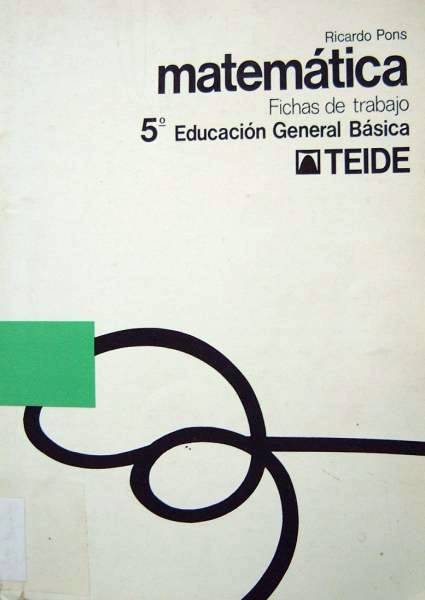 Ricardo Pons
matemática
Fichas de trabajo
5º Educación General Básica
TEIDE